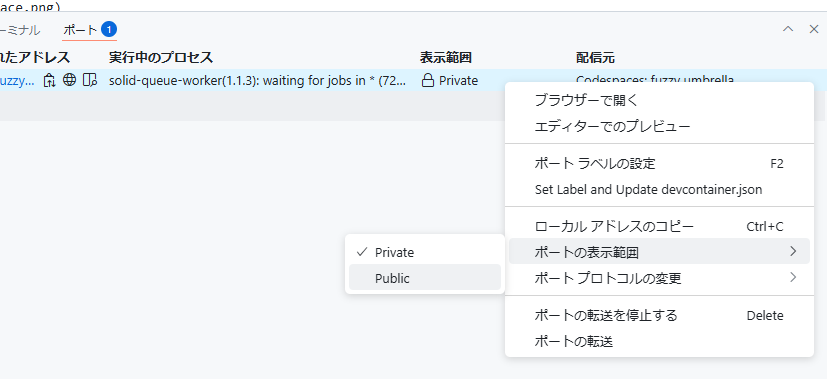 ace.png)
ーミナル ポート 1
れたアドレス 実行中のプロセス 表示範囲 配信元
uzzy... solid-queue-worker(1.1.3): waiting for jobs in * (72... Private Codespaces: fuzzy umbrella
ブラウザーで開く
エディターでのプレビュー
ポート ラベルの設定 F2
Set Label and Update devcontainer.json
ローカル アドレスのコピー Ctrl+C
Private ポートの表示範囲
Public ポート プロトコルの変更
ポートの転送を停止する Delete
ポートの転送